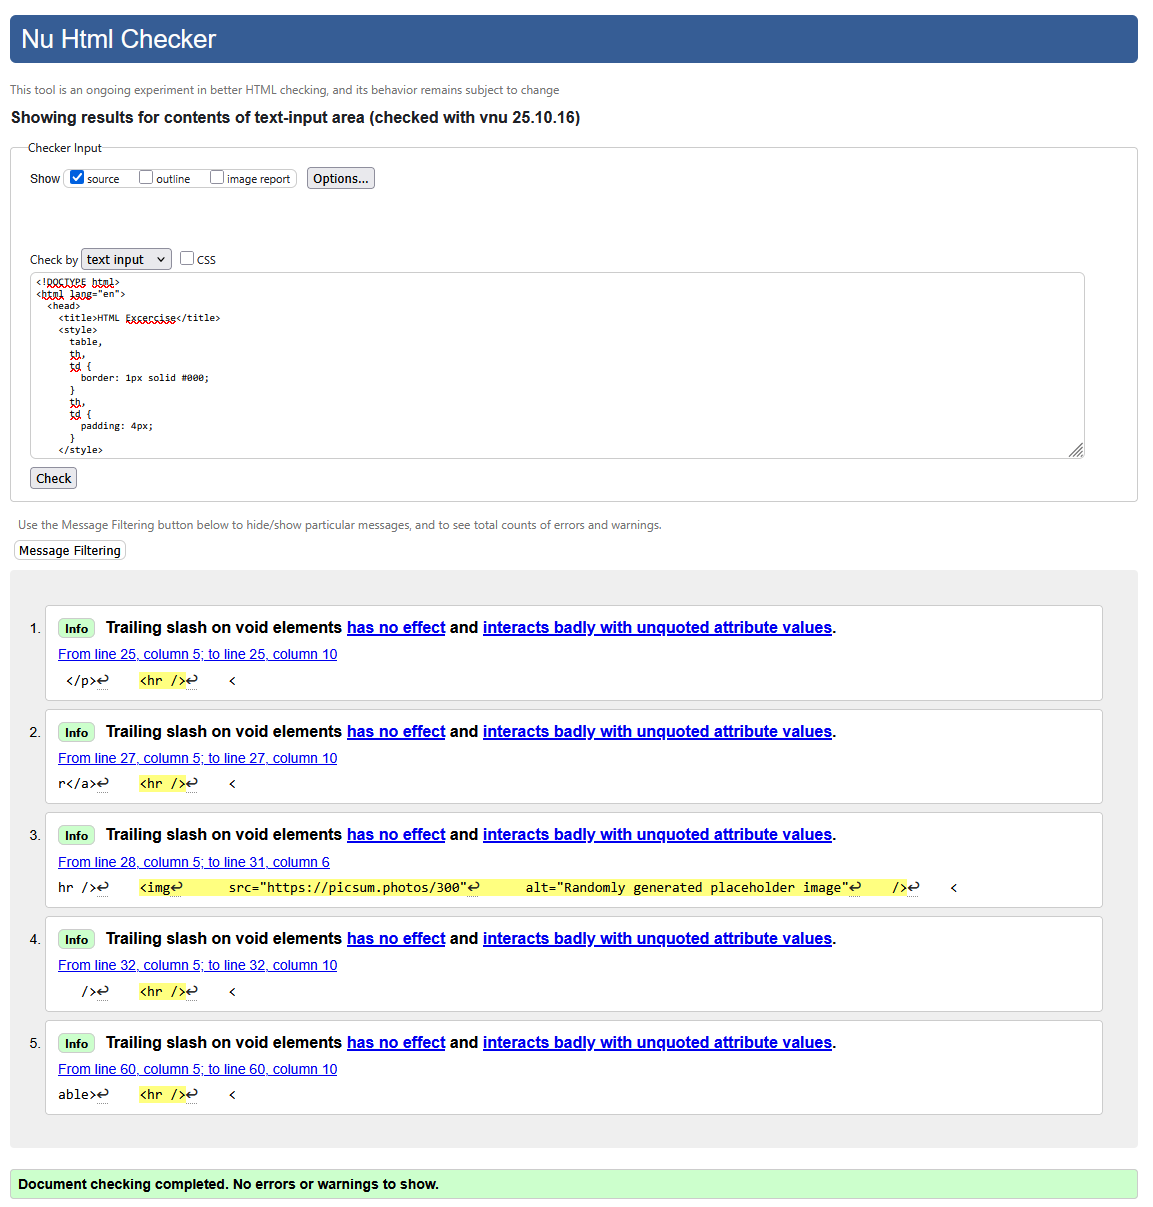 Nu Html Checker
This tool is an ongoing experiment in better HTML checking, and its behavior remains subject to change
Showing results for contents of text-input area (checked with vnu 25.10.16)
Checker Input
Show source outline image report Options...
Check by text input CSS
<!DOCTYPE html>
<html lang="en">
  <head>
    <title>HTML Excercise</title>
    <style>
      table,
      th,
      td {
        border: 1px solid #000;
      }
      th,
      td {
        padding: 4px;
      }
    </style>
Check
Use the Message Filtering button below to hide/show particular messages, and to see total counts of errors and warnings.
Message Filtering
1. Info Trailing slash on void elements has no effect and interacts badly with unquoted attribute values.
From line 25, column 5; to line 25, column 10
</p>↩    <hr />↩    <
2. Info Trailing slash on void elements has no effect and interacts badly with unquoted attribute values.
From line 27, column 5; to line 27, column 10
r</a>↩    <hr />↩    <
3. Info Trailing slash on void elements has no effect and interacts badly with unquoted attribute values.
From line 28, column 5; to line 31, column 6
hr />↩    <img↩      src="https://picsum.photos/300"↩      alt="Randomly generated placeholder image"↩    />↩    <
4. Info Trailing slash on void elements has no effect and interacts badly with unquoted attribute values.
From line 32, column 5; to line 32, column 10
   />↩    <hr />↩    <
5. Info Trailing slash on void elements has no effect and interacts badly with unquoted attribute values.
From line 60, column 5; to line 60, column 10
able>↩    <hr />↩    <
Document checking completed. No errors or warnings to show.